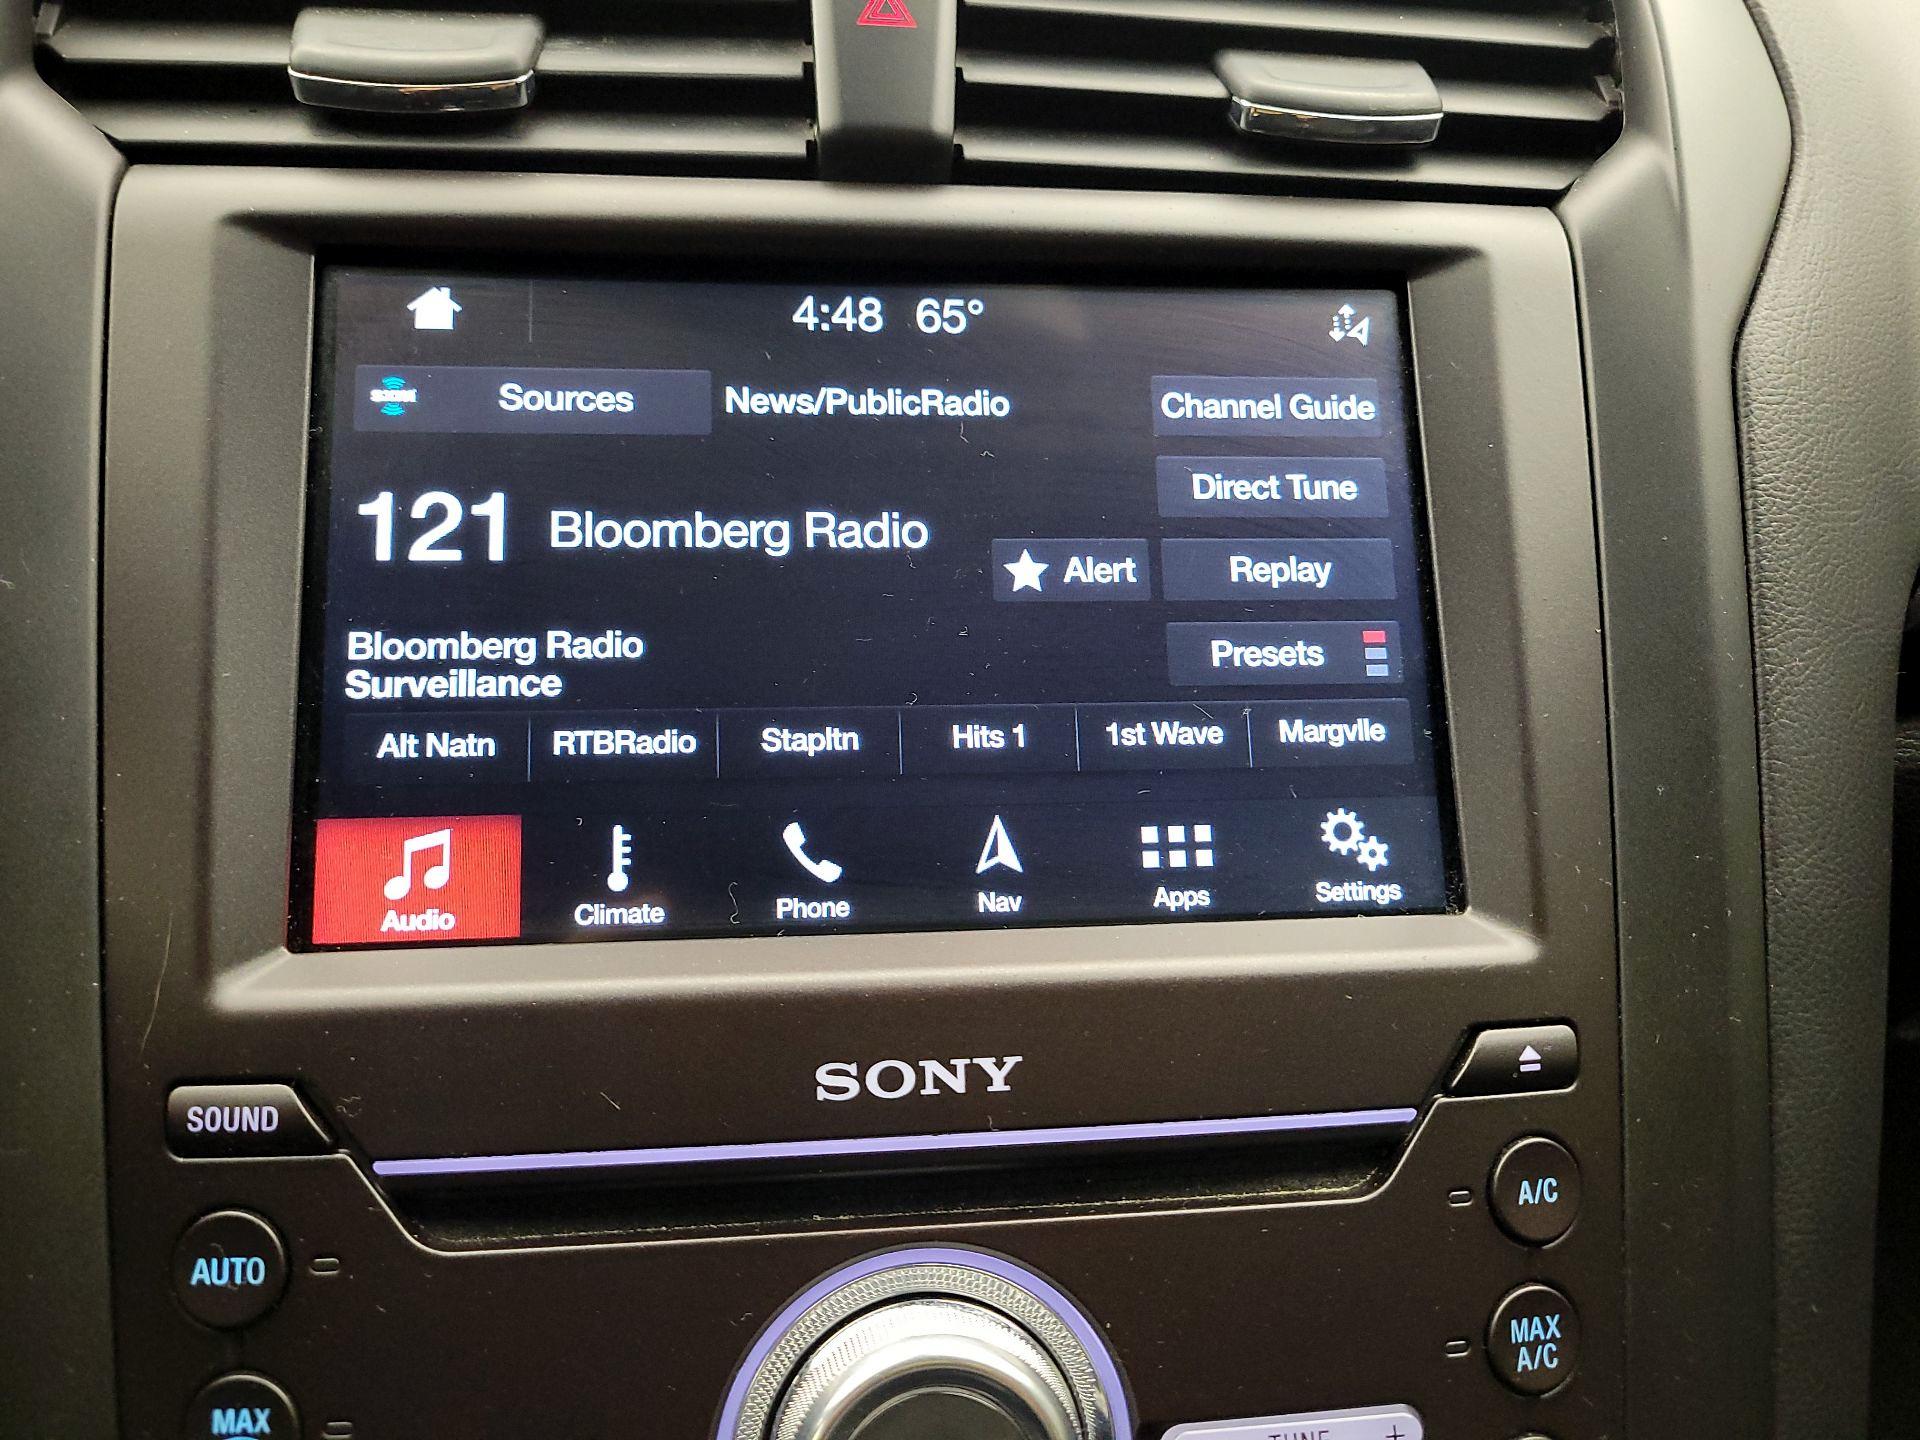 4:48 65°
SXM
Sources
News/PublicRadio
Channel Guide
Direct Tune
121 Bloomberg Radio
Alert
Replay
Bloomberg Radio
Surveillance
Presets
Alt Natn RTBRadio Stapltn Hits 1 1st Wave Margvlle
Audio Climate Phone Nav Apps Settings
SONY
SOUND
A/C
AUTO
MAX
A/C
MAX
TUNE +